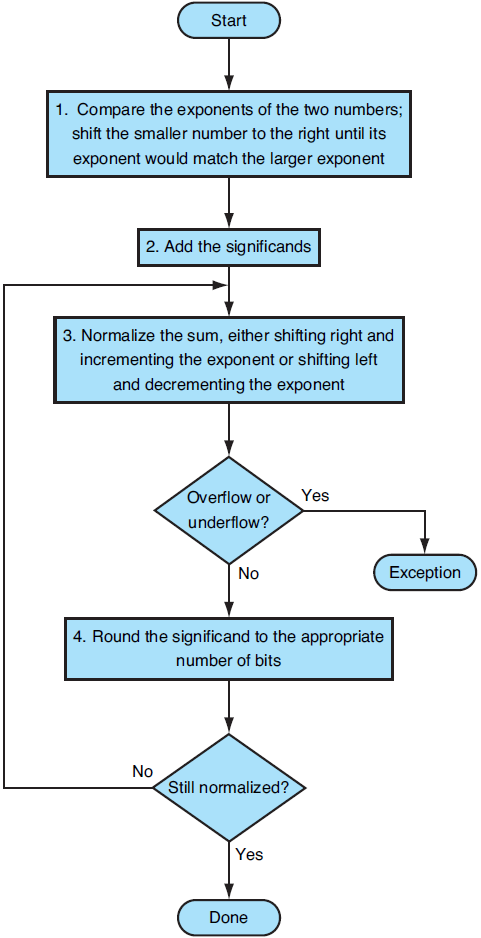 Start
1. Compare the exponents of the two numbers;
shift the smaller number to the right until its
exponent would match the larger exponent
2. Add the significands
3. Normalize the sum, either shifting right and
incrementing the exponent or shifting left
and decrementing the exponent
Overflow or
underflow?
Yes
Exception
No
4. Round the significand to the appropriate
number of bits
Still normalized?
No
Yes
Done